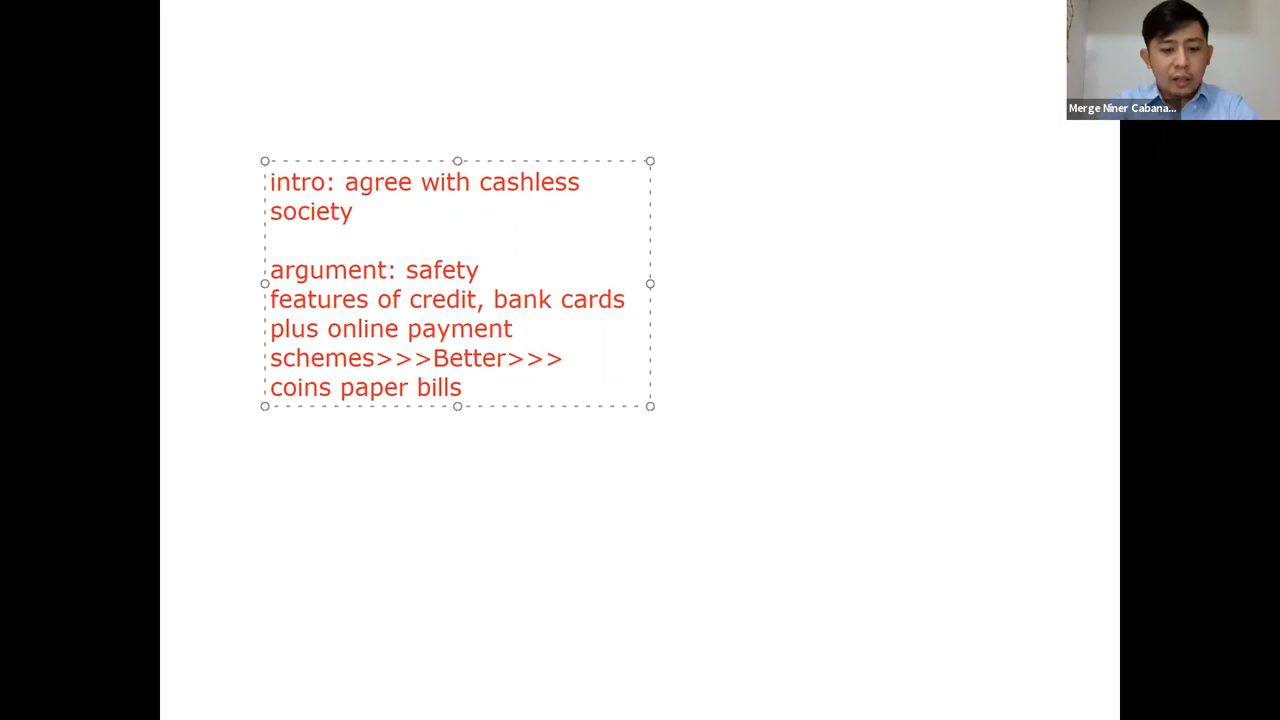 Merge Niner Cabana...
intro: agree with cashless
society
argument: safety
features of credit, bank cards
plus online payment
schemes>>>Better>>>
coins paper bills